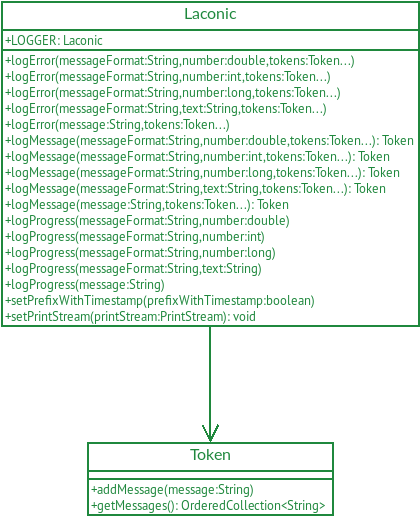 Laconic
+LOGGER: Laconic
+logError(messageFormat:String,number:double,tokens:Token...)
+logError(messageFormat:String,number:int,tokens:Token...)
+logError(messageFormat:String,number:long,tokens:Token...)
+logError(messageFormat:String,text:String,tokens:Token...)
+logError(message:String,tokens:Token...)
+logMessage(messageFormat:String,number:double,tokens:Token...): Token
+logMessage(messageFormat:String,number:int,tokens:Token...): Token
+logMessage(messageFormat:String,number:long,tokens:Token...): Token
+logMessage(messageFormat:String,text:String,tokens:Token...): Token
+logMessage(message:String,tokens:Token...): Token
+logProgress(messageFormat:String,number:double)
+logProgress(messageFormat:String,number:int)
+logProgress(messageFormat:String,number:long)
+logProgress(messageFormat:String,text:String)
+logProgress(message:String)
+setPrefixWithTimestamp(prefixWithTimestamp:boolean)
+setPrintStream(printStream:PrintStream): void
Token
+addMessage(message:String)
+getMessages(): OrderedCollection<String>